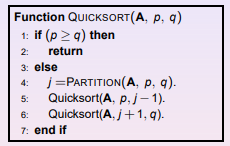 Function QUICKSORT(A, p, q)
1: if (p ≥ q) then
2: return
3: else
4: j =PARTITION(A, p, q).
5: Quicksort(A, p, j − 1).
6: Quicksort(A, j + 1, q).
7: end if